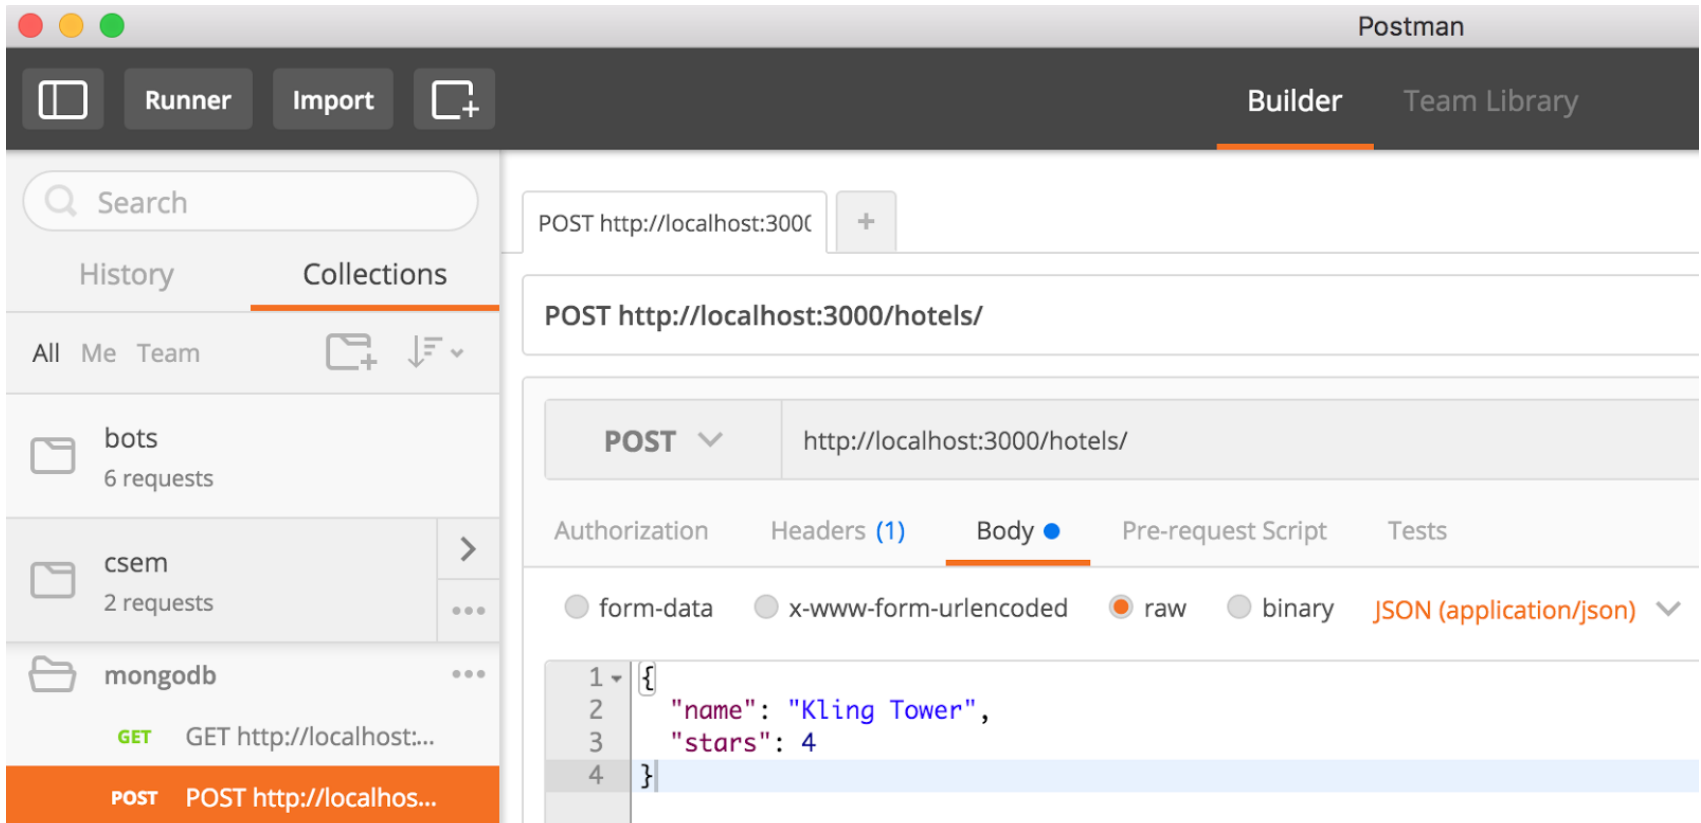 Postman
Runner
Import
Builder
Team Library
Search
History
Collections
All Me Team
bots
6 requests
csem
2 requests
mongodb
GET GET http://localhost:...
POST POST http://localhos...
POST http://localhost:300
POST http://localhost:3000/hotels/
POST http://localhost:3000/hotels/
Authorization Headers (1) Body Pre-request Script Tests
form-data x-www-form-urlencoded raw binary JSON (application/json)
1 {
2 "name": "Kling Tower",
3 "stars": 4
4 }